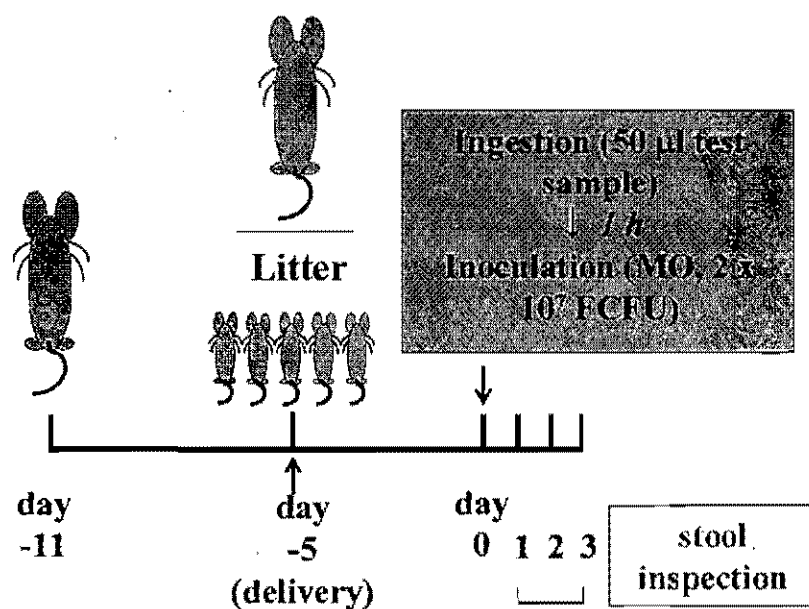 Ingestion (50 µl test
sample)
↓ 1 h
Inoculation (MO, 2 x
10⁷ FCFU)
Litter
day
-11
day
-5
(delivery)
day
0 1 2 3
stool
inspection